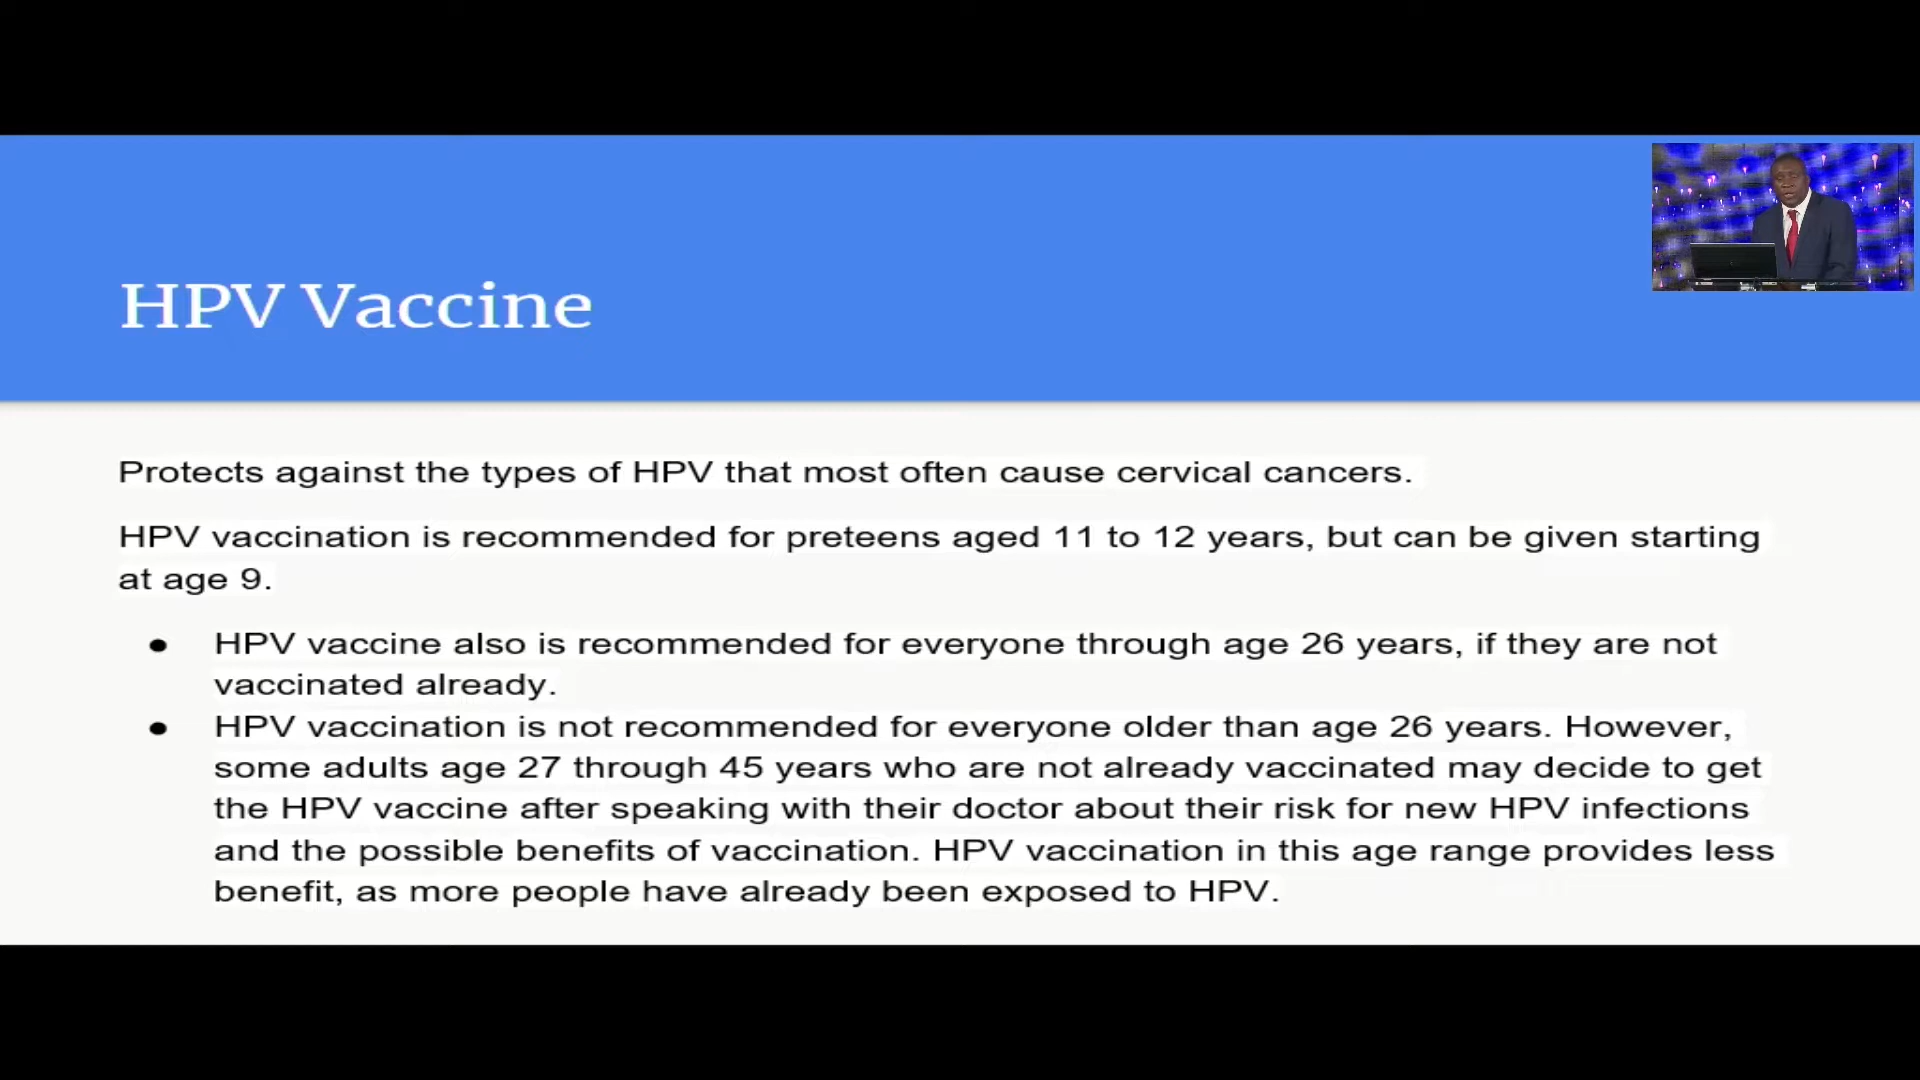 HPV Vaccine
Protects against the types of HPV that most often cause cervical cancers.
HPV vaccination is recommended for preteens aged 11 to 12 years, but can be given starting
at age 9.
● HPV vaccine also is recommended for everyone through age 26 years, if they are not
vaccinated already.
● HPV vaccination is not recommended for everyone older than age 26 years. However,
some adults age 27 through 45 years who are not already vaccinated may decide to get
the HPV vaccine after speaking with their doctor about their risk for new HPV infections
and the possible benefits of vaccination. HPV vaccination in this age range provides less
benefit, as more people have already been exposed to HPV.